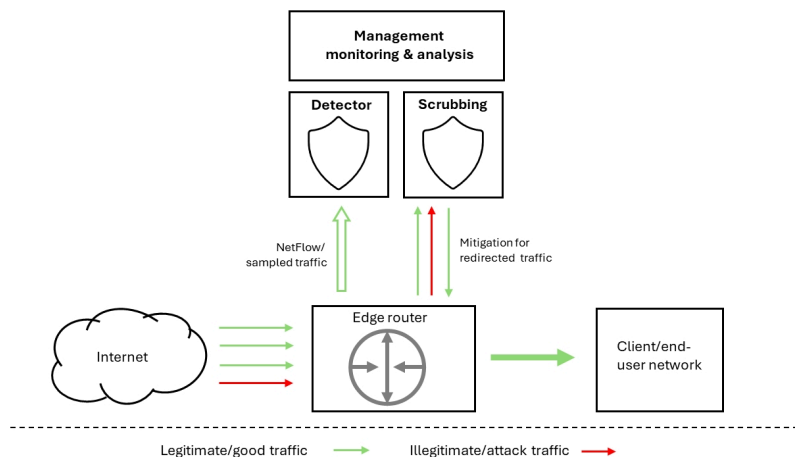 Management
monitoring & analysis
Detector
Scrubbing
NetFlow/
sampled traffic
Mitigation for
redirected traffic
Edge router
Internet
Client/end-
user network
Legitimate/good traffic
Illegitimate/attack traffic